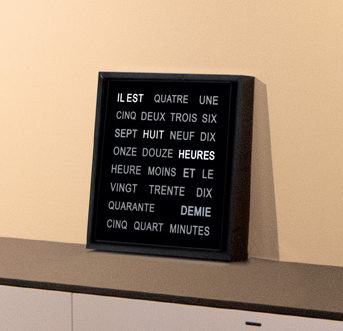 IL EST QUATRE UNE
CINQ DEUX TROIS SIX
SEPT HUIT NEUF DIX
ONZE DOUZE HEURES
HEURE MOINS ET LE
VINGT TRENTE DIX
QUARANTE DEMIE
CINQ QUART MINUTES